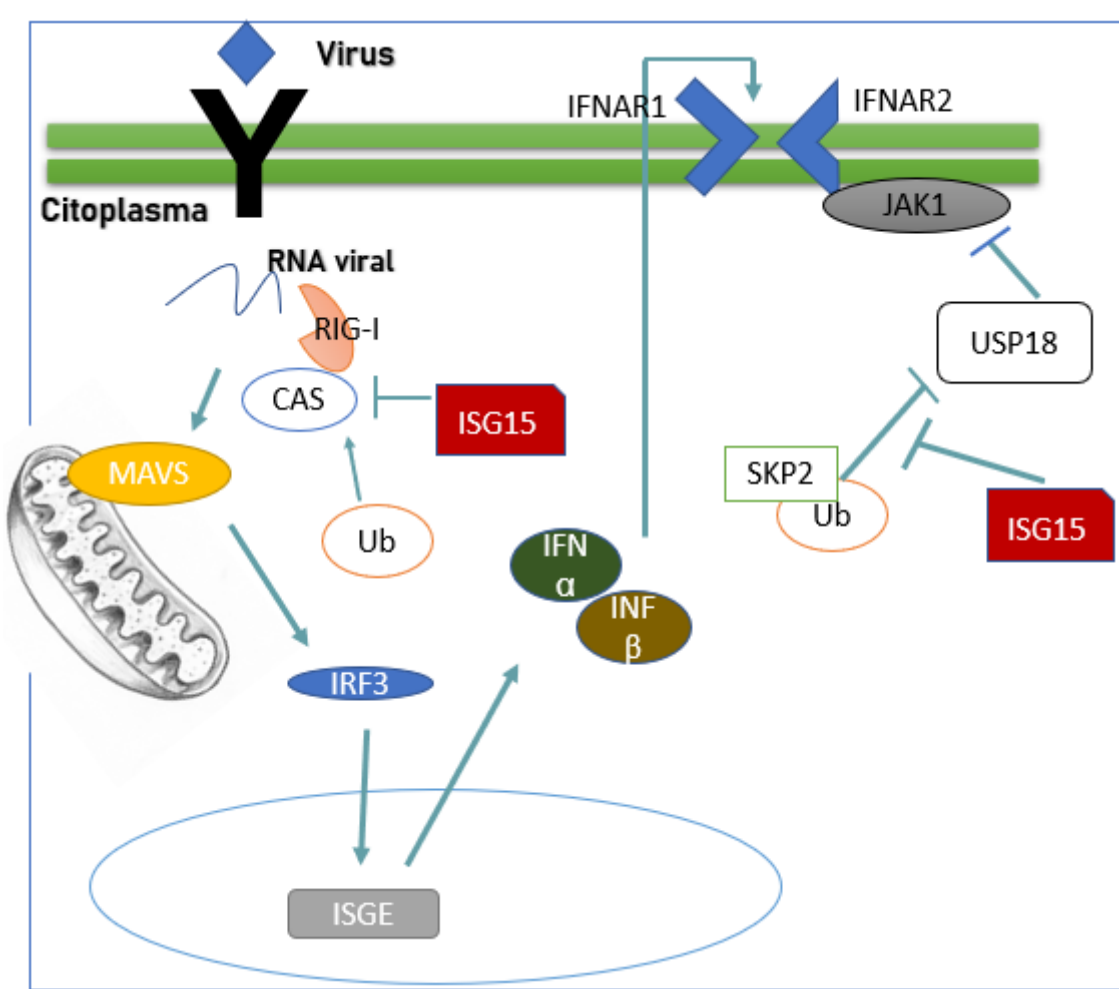 Virus
IFNAR1
IFNAR2
Citoplasma
JAK1
RNA viral
RIG-I
USP18
CAS
ISG15
MAVS
SKP2
Ub
Ub
ISG15
IFN
α
INF
β
IRF3
ISGE